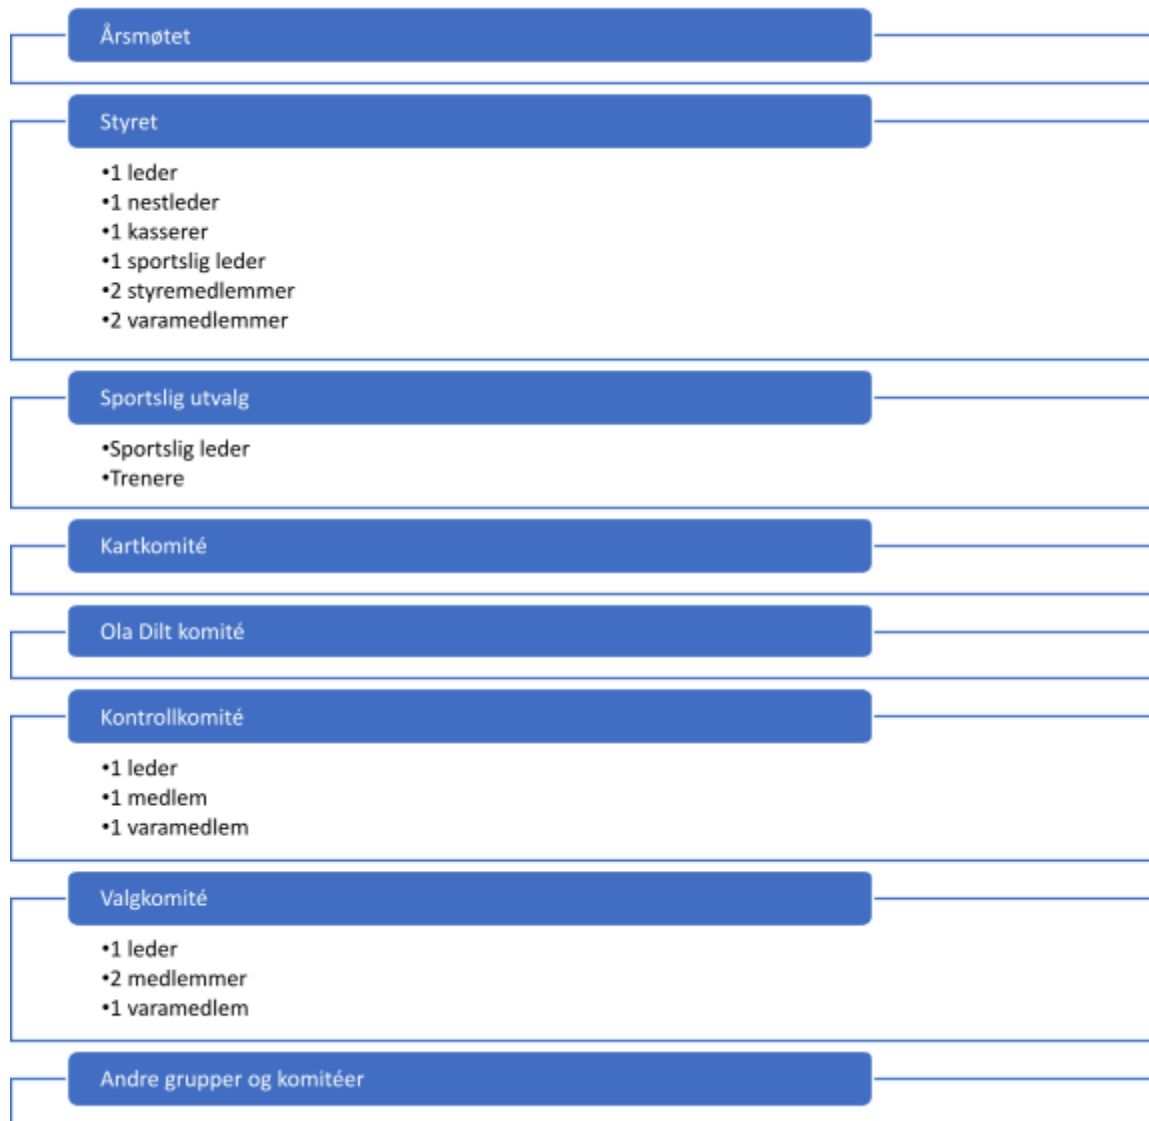 Årsmøtet
Styret
•1 leder
•1 nestleder
•1 kasserer
•1 sportslig leder
•2 styremedlemmer
•2 varamedlemmer
Sportslig utvalg
•Sportslig leder
•Trenere
Kartkomité
Ola Dilt komité
Kontrollkomité
•1 leder
•1 medlem
•1 varamedlem
Valgkomité
•1 leder
•2 medlemmer
•1 varamedlem
Andre grupper og komitéer